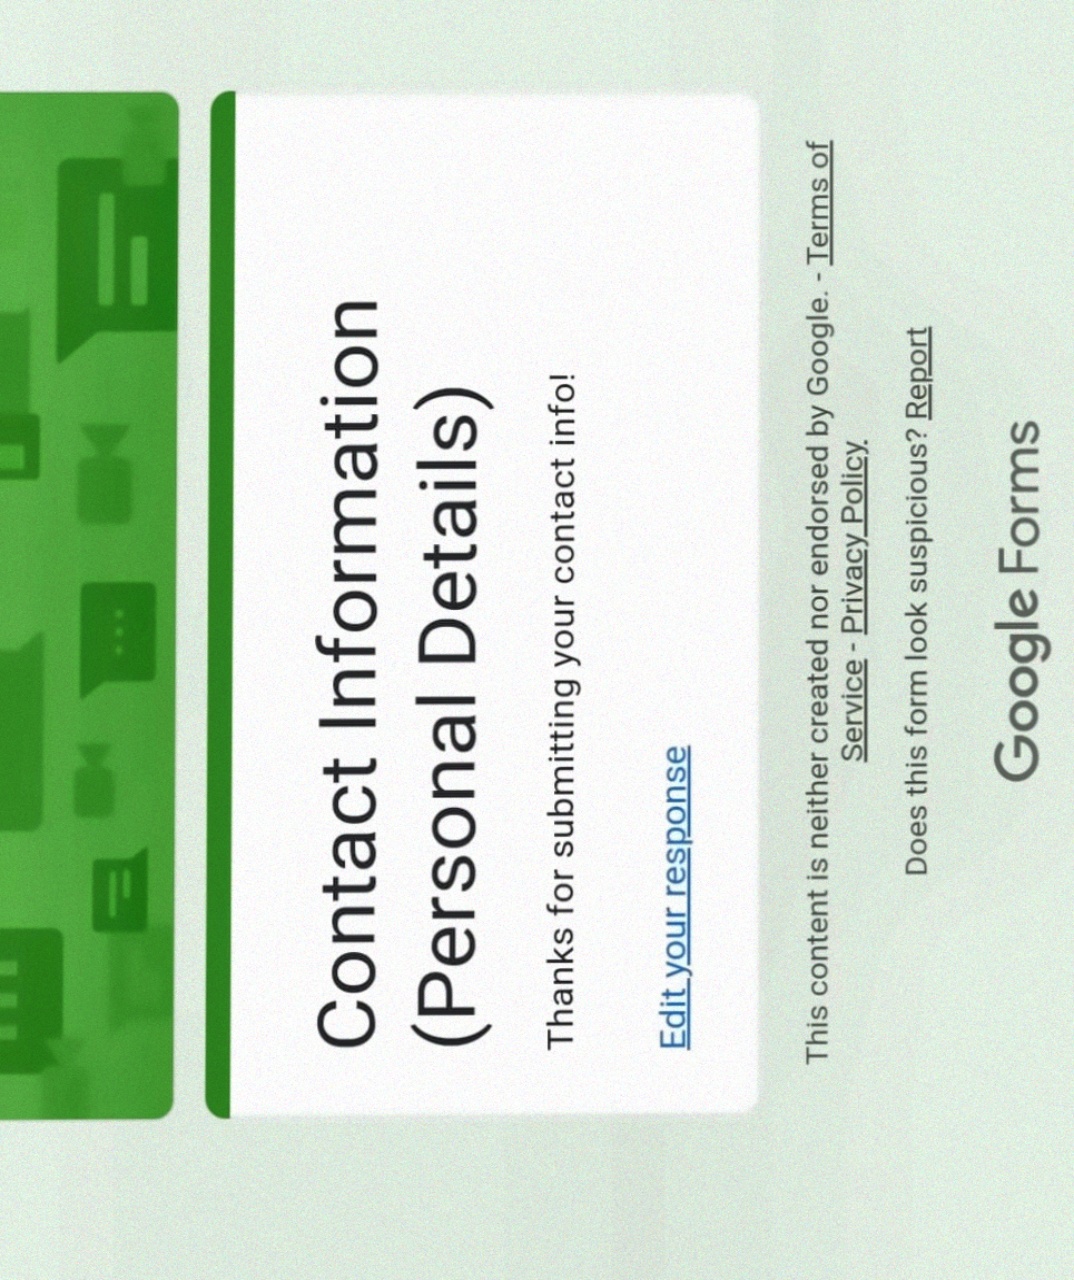 Contact Information
(Personal Details)
Thanks for submitting your contact info!
Edit your response
This content is neither created nor endorsed by Google. - Terms of
Service - Privacy Policy.
Does this form look suspicious? Report
Google Forms